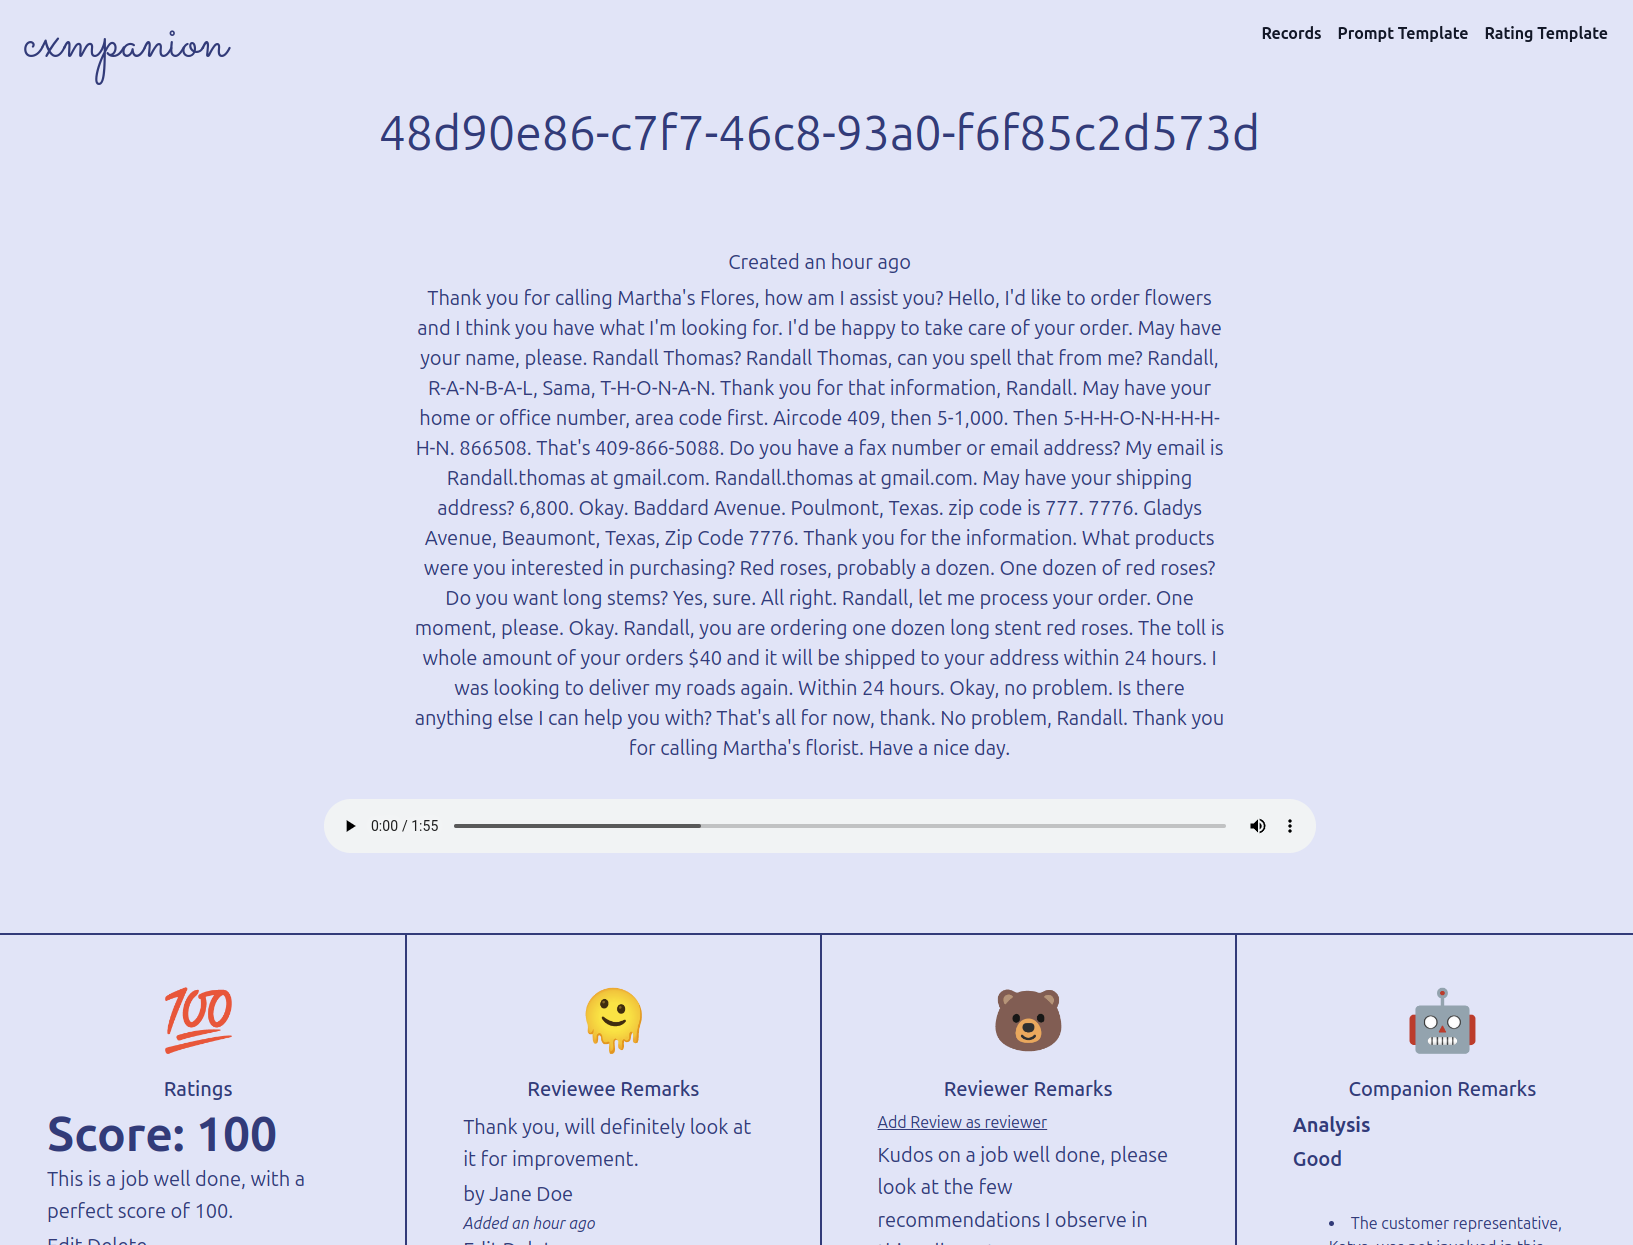 cxmpanion
Records Prompt Template Rating Template
48d90e86-c7f7-46c8-93a0-f6f85c2d573d
Created an hour ago
Thank you for calling Martha's Flores, how am I assist you? Hello, I'd like to order flowers
and I think you have what I'm looking for. I'd be happy to take care of your order. May have
your name, please. Randall Thomas? Randall Thomas, can you spell that from me? Randall,
R-A-N-B-A-L, Sama, T-H-O-N-A-N. Thank you for that information, Randall. May have your
home or office number, area code first. Aircode 409, then 5-1,000. Then 5-H-H-O-N-H-H-H-
H-N. 866508. That's 409-866-5088. Do you have a fax number or email address? My email is
Randall.thomas at gmail.com. Randall.thomas at gmail.com. May have your shipping
address? 6,800. Okay. Baddard Avenue. Poulmont, Texas. zip code is 777. 7776. Gladys
Avenue, Beaumont, Texas, Zip Code 7776. Thank you for the information. What products
were you interested in purchasing? Red roses, probably a dozen. One dozen of red roses?
Do you want long stems? Yes, sure. All right. Randall, let me process your order. One
moment, please. Okay. Randall, you are ordering one dozen long stent red roses. The toll is
whole amount of your orders $40 and it will be shipped to your address within 24 hours. I
was looking to deliver my roads again. Within 24 hours. Okay, no problem. Is there
anything else I can help you with? That's all for now, thank. No problem, Randall. Thank you
for calling Martha's florist. Have a nice day.
0:00 / 1:55
100
Ratings
Score: 100
This is a job well done, with a
perfect score of 100.
Edit Delete
Reviewee Remarks
Thank you, will definitely look at
it for improvement.
by Jane Doe
Added an hour ago
Reviewer Remarks
Add Review as reviewer
Kudos on a job well done, please
look at the few
recommendations I observe in
Companion Remarks
Analysis
Good
• The customer representative,